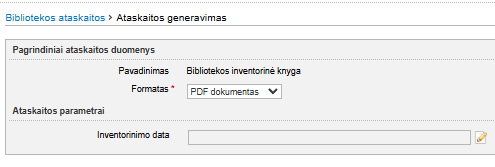 Bibliotekos ataskaitos > Ataskaitos generavimas
Pagrindiniai ataskaitos duomenys
Pavadinimas Bibliotekos inventorinė knyga
Formatas * PDF dokumentas
Ataskaitos parametrai
Inventorinimo data